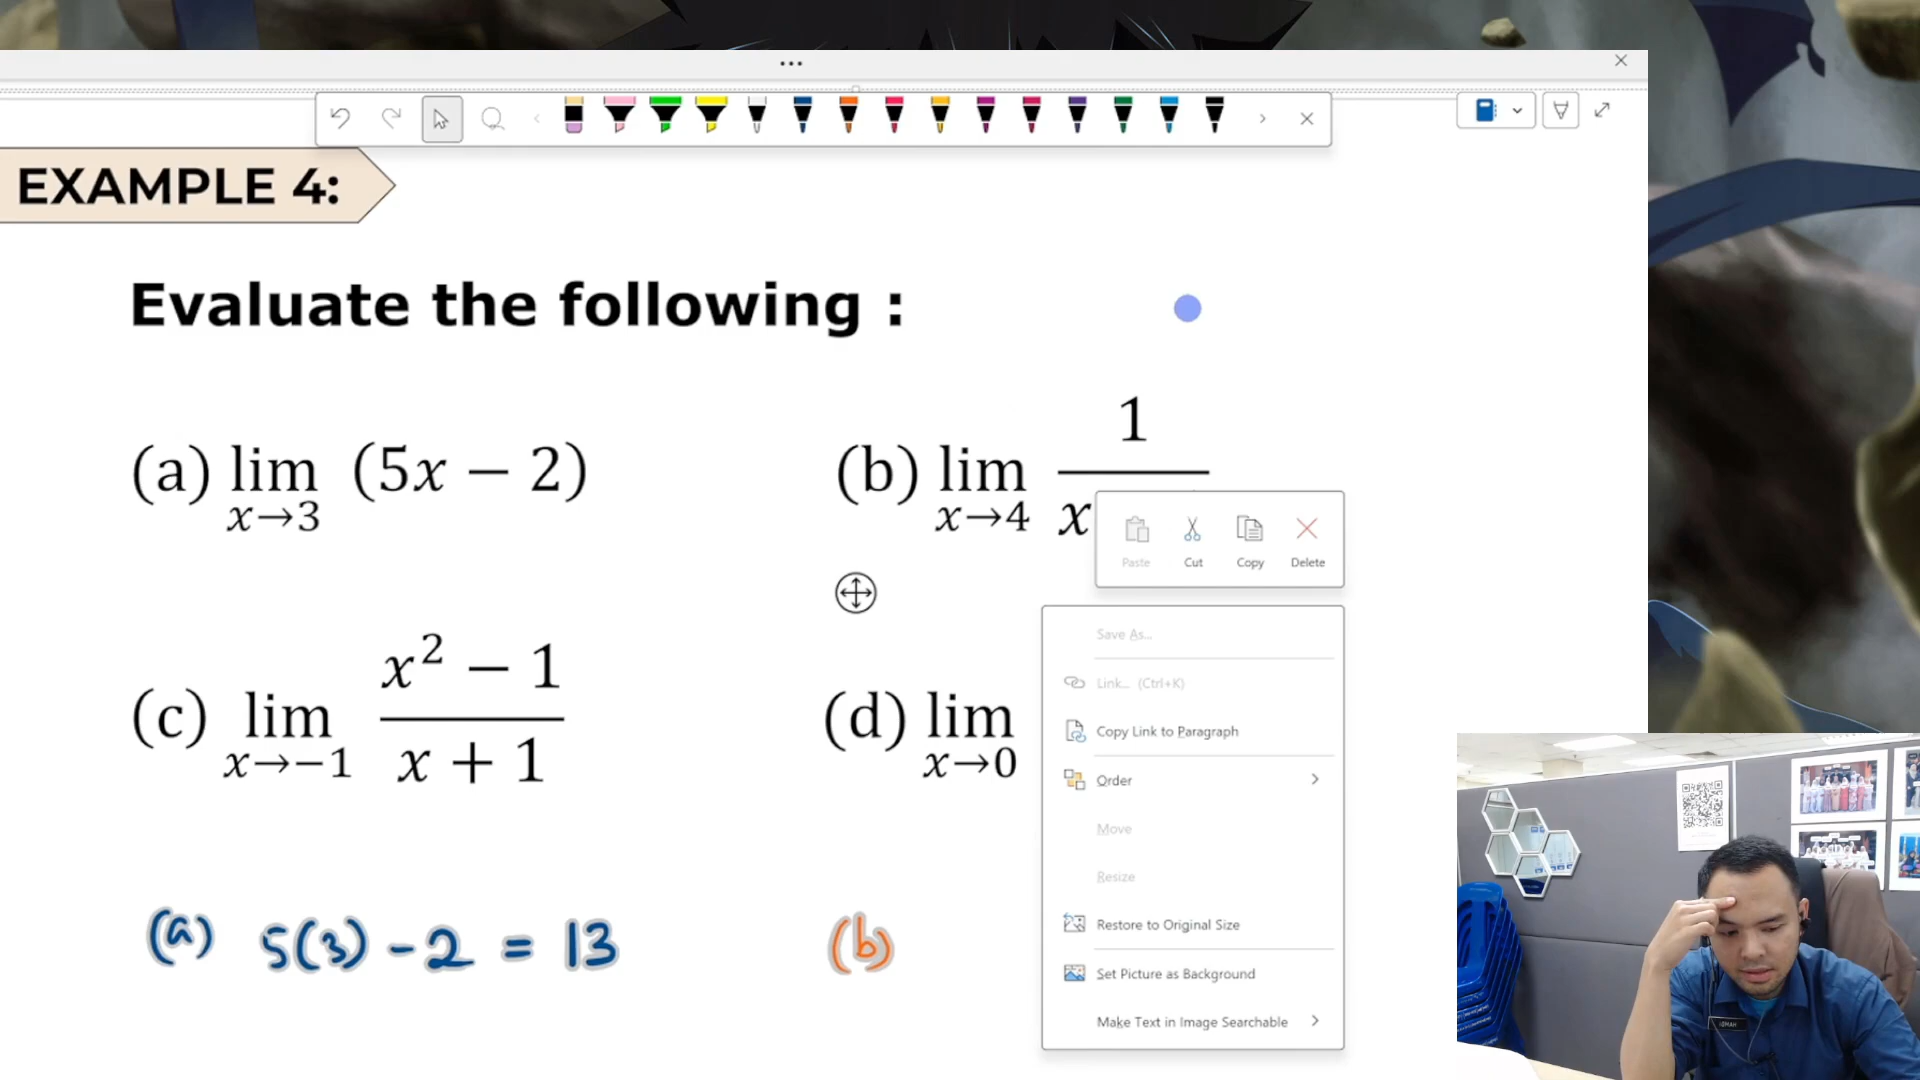 EXAMPLE 4:
Evaluate the following :
(a) lim x→3 (5x − 2)
(b) lim x→4 1 x
Paste Cut Copy Delete
(c) lim x→−1 x² − 1 x + 1
(d) lim x→0
Save As...
Link... (Ctrl+K)
Copy Link to Paragraph
Order
Move
Resize
Restore to Original Size
Set Picture as Background
Make Text in Image Searchable
(a) 5(3) - 2 = 13
(b)